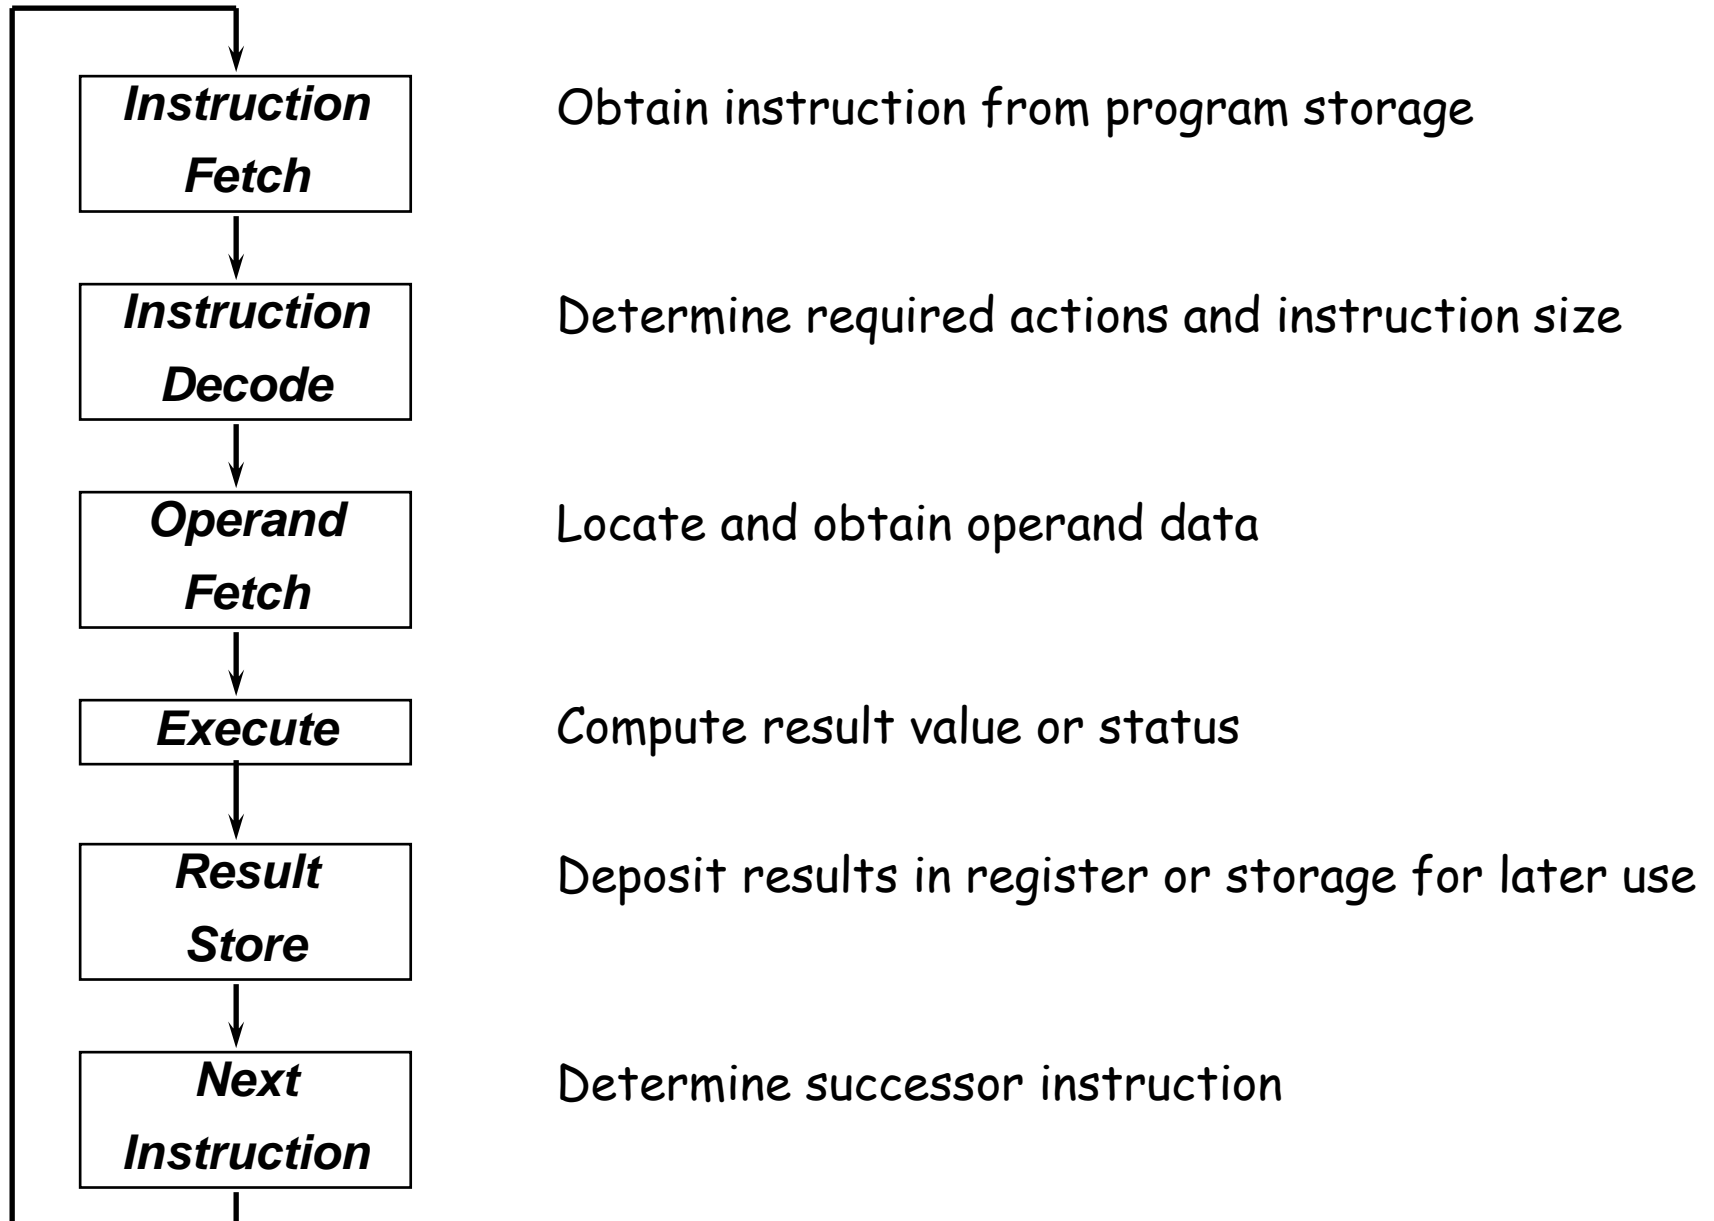 Instruction
Fetch
Obtain instruction from program storage
Instruction
Decode
Determine required actions and instruction size
Operand
Fetch
Locate and obtain operand data
Execute
Compute result value or status
Result
Store
Deposit results in register or storage for later use
Next
Instruction
Determine successor instruction